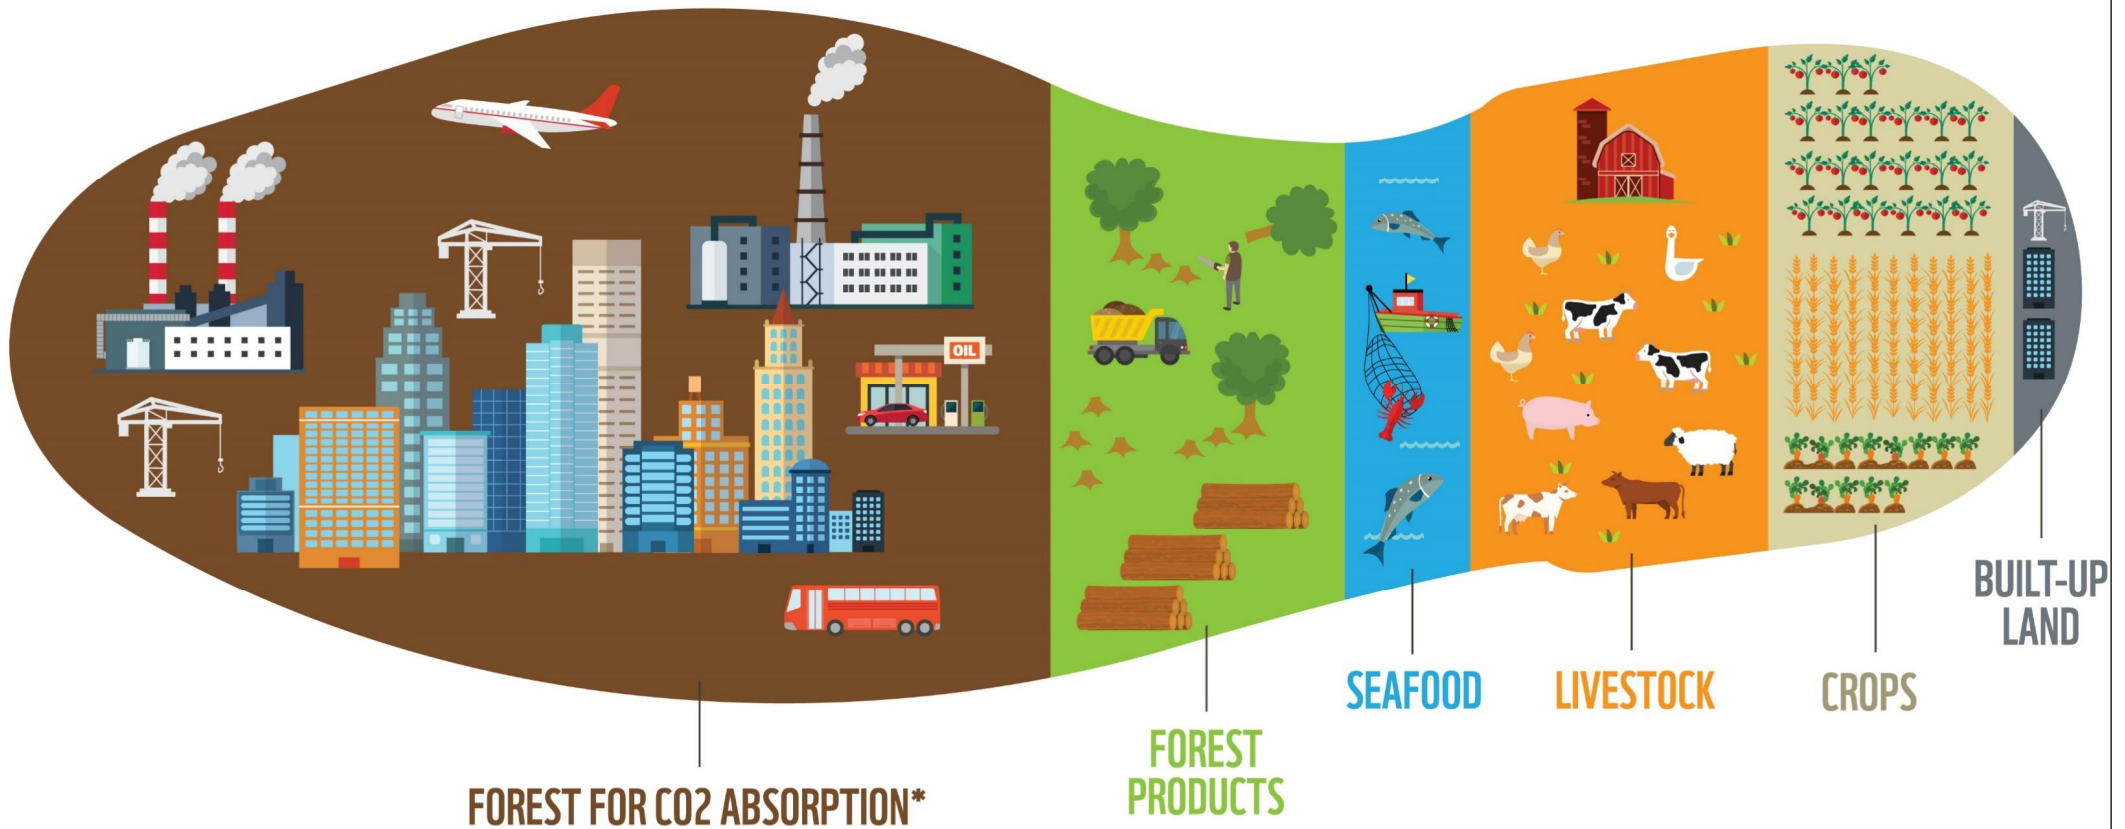 OIL
FOREST FOR CO2 ABSORPTION*
FOREST
PRODUCTS
SEAFOOD
LIVESTOCK
CROPS
BUILT-UP
LAND